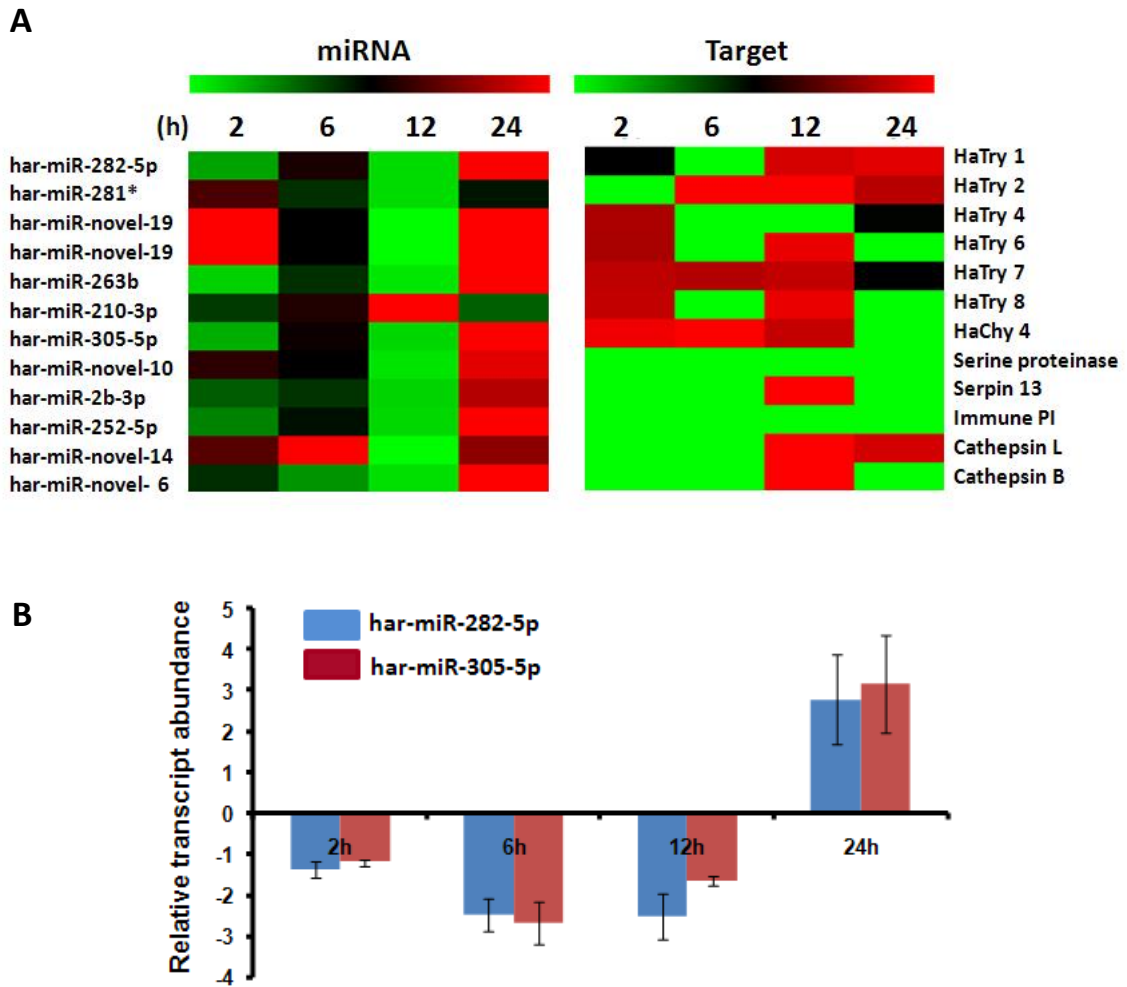 A
miRNA
Target
(h) 2 6 12 24
2 6 12 24
har-miR-282-5p
har-miR-281*
har-miR-novel-19
har-miR-novel-19
har-miR-263b
har-miR-210-3p
har-miR-305-5p
har-miR-novel-10
har-miR-2b-3p
har-miR-252-5p
har-miR-novel-14
har-miR-novel- 6
HaTry 1
HaTry 2
HaTry 4
HaTry 6
HaTry 7
HaTry 8
HaChy 4
Serine proteinase
Serpin 13
Immune PI
Cathepsin L
Cathepsin B
B
Relative transcript abundance
5
4
3
2
1
0
-1
-2
-3
-4
har-miR-282-5p
har-miR-305-5p
2h 6h 12h 24h